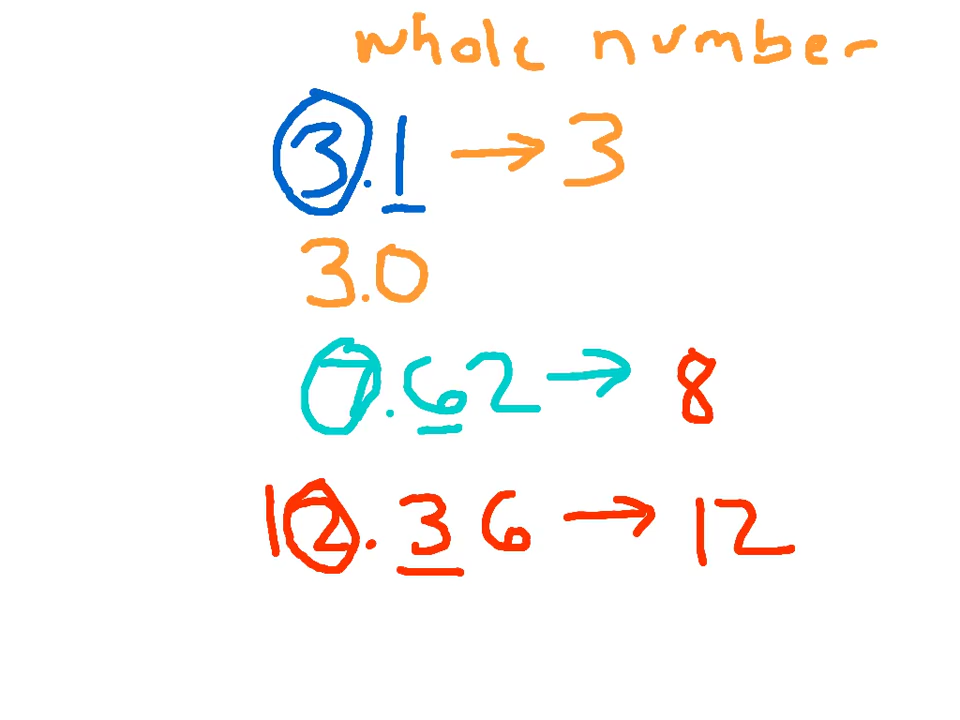 whole number
3.1 → 3
3.0
7.62 → 8
12.36 → 12